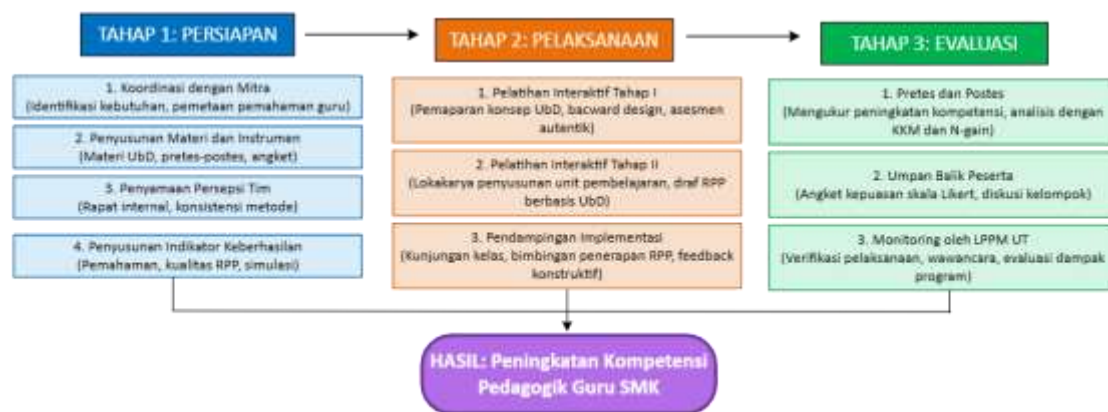 TAHAP 1: PERSIAPAN
1. Koordinasi dengan Mitra
(Identifikasi kebutuhan, pemetaan pemahaman guru)
2. Penyusunan Materi dan Instrumen
(Materi UbD, pretes-postes, angket)
3. Penyamaan Persepsi Tim
(Rapat internal, konsistensi metode)
4. Penyusunan Indikator Keberhasilan
(Pemahaman, kualitas RPP, simulasi)
TAHAP 2: PELAKSANAAN
1. Pelatihan Interaktif Tahap I
(Pemaparan konsep UbD, bacward design, asesmen
autentik)
2. Pelatihan Interaktif Tahap II
(Lokakarya penyusunan unit pembelajaran, draf RPP
berbasis UbD)
3. Pendampingan Implementasi
(Kunjungan kelas, bimbingan penerapan RPP, feedback
konstruktif)
TAHAP 3: EVALUASI
1. Pretes dan Postes
(Mengukur peningkatan kompetensi, analisis dengan
KKM dan N-gain)
2. Umpan Balik Peserta
(Angket kepuasan skala Likert, diskusi kelompok)
3. Monitoring oleh LPPM UT
(Verifikasi pelaksanaan, wawancara, evaluasi dampak
program)
HASIL: Peningkatan Kompetensi
Pedagogik Guru SMK